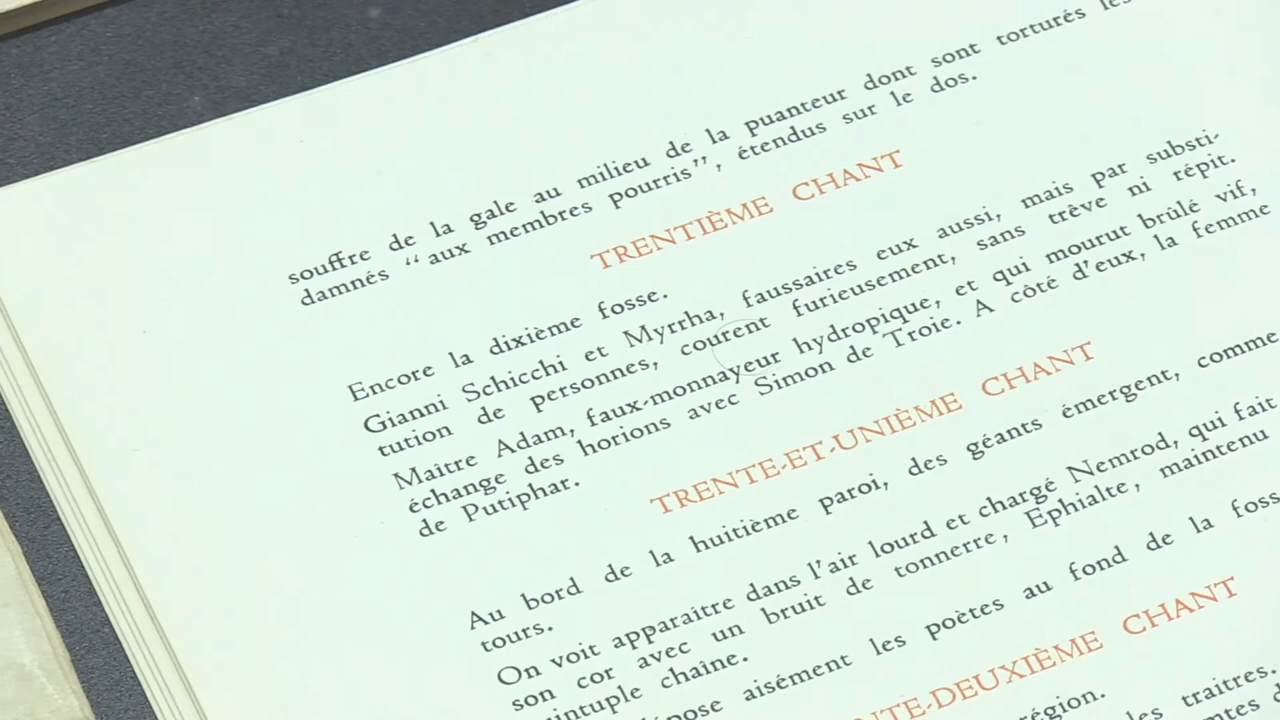 souffre de la gale au milieu de la puanteur dont sont torturés les
damnés “aux membres pourris”, étendus sur le dos.
TRENTIÈME CHANT
Encore la dixième fosse.
Gianni Schicchi et Myrrha, faussaires eux aussi, mais par substi-
tution de personnes, courent furieusement, sans trêve ni répit.
Maître Adam, faux-monnayeur hydropique, et qui mourut brûlé vif,
échange des horions avec Simon de Troie. A côté d'eux, la femme
de Putiphar.
TRENTE-ET-UNIÈME CHANT
Au bord de la huitième paroi, des géants émergent, comme
tours.
On voit apparaître dans l'air lourd et chargé Nemrod, qui fait
son cor avec un bruit de tonnerre, Ephialte, maintenu
intuple chaine.
pose aisément les poètes au fond de la foss
NTE-DEUXIÈME CHANT
région.
les traitres.